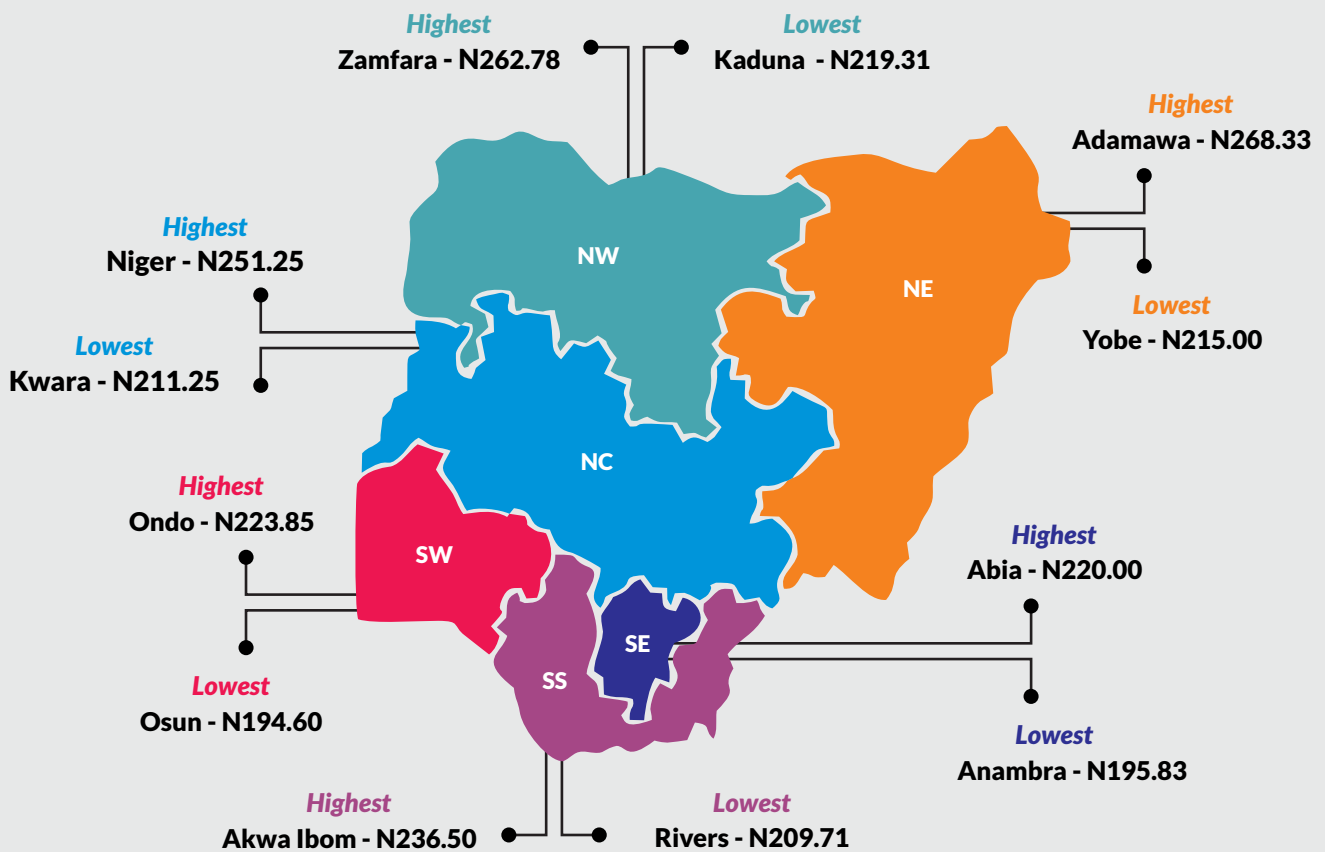 Highest
Zamfara - N262.78
Lowest
Kaduna - N219.31
Highest
Adamawa - N268.33
Highest
Niger - N251.25
NW
NE
Lowest
Yobe - N215.00
Lowest
Kwara - N211.25
NC
Highest
Ondo - N223.85
SW
Highest
Abia - N220.00
SE
SS
Lowest
Osun - N194.60
Lowest
Anambra - N195.83
Highest
Akwa Ibom - N236.50
Lowest
Rivers - N209.71